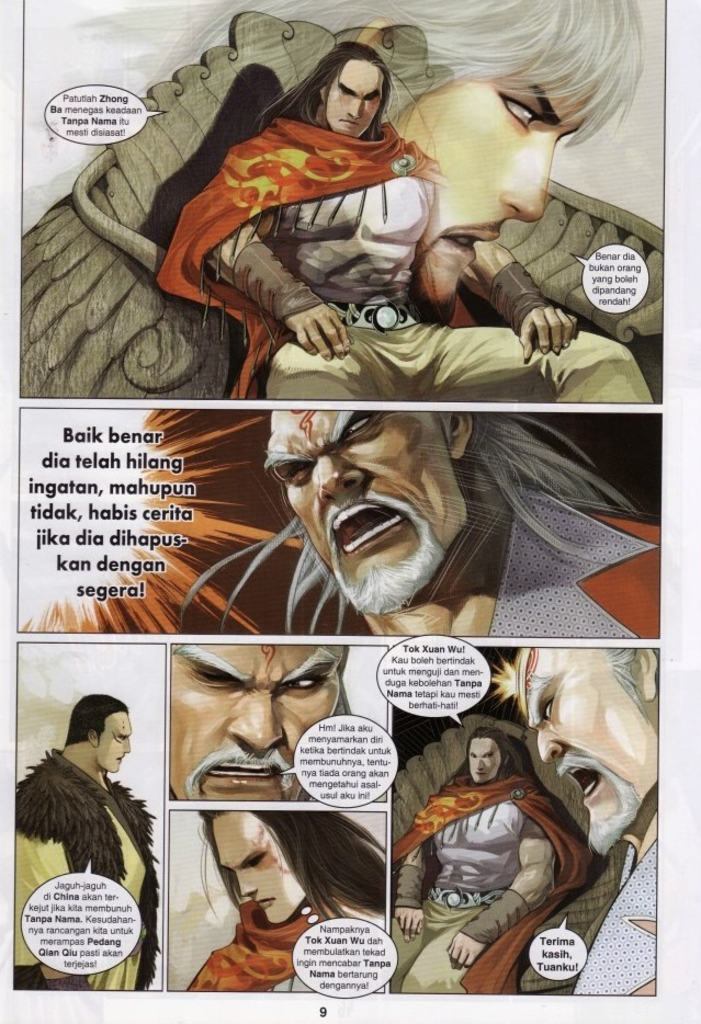 Patutlah Zhong
Ba menegas keadaan
Tanpa Nama itu
mesti disiasat!
Benar dia
bukan orang
yang boleh
dipandang
rendah!
Baik benar
dia telah hilang
ingatan, mahupun
tidak, habis cerita
jika dia dihapus-
kan dengan
segera!
Jaguh-jaguh
di China akan ter-
kejut jika kita membunuh
Tanpa Nama. Kesudahan-
nya rancangan kita untuk
merampas Pedang
Qian Qiu pasti akan
terjejas!
Hm! Jika aku
menyamarkan diri
ketika bertindak untuk
membunuhnya, tentu-
nya tiada orang akan
mengetahui asal-
usul aku ini!
Nampaknya
Tok Xuan Wu dah
membulatkan tekad
ingin mencabar Tanpa
Nama bertarung
dengannya!
Tok Xuan Wu!
Kau boleh bertindak
untuk menguji dan men-
duga kebolehan Tanpa
Nama tetapi kau mesti
berhati-hati!
Terima
kasih,
Tuanku!
9